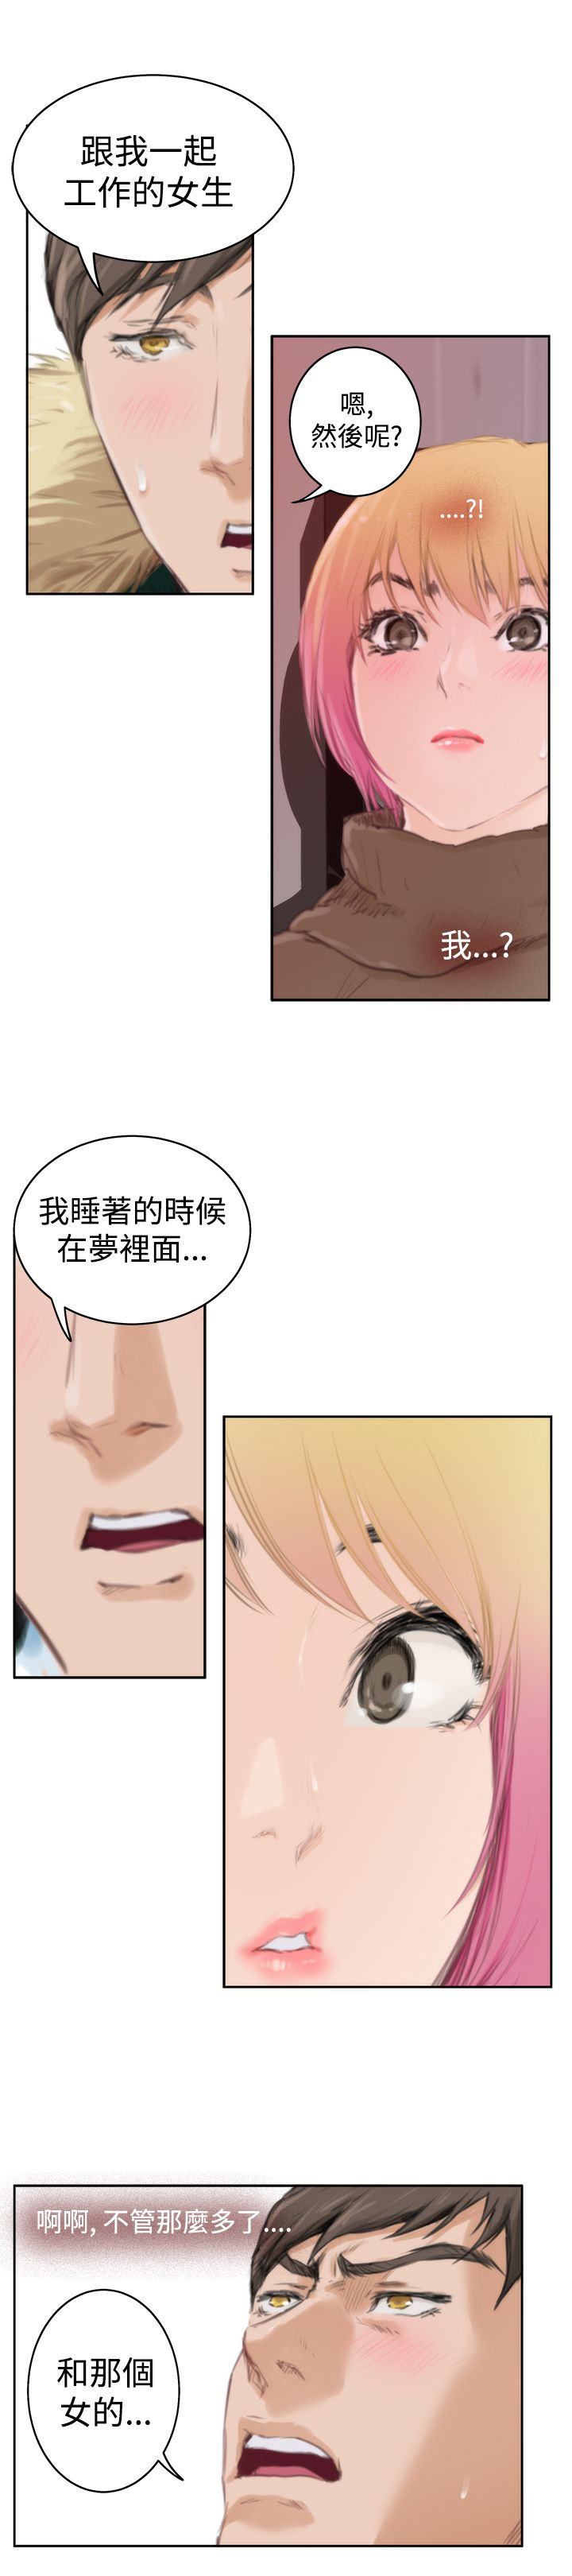 跟我一起
工作的女生
嗯,
然後呢?
....?!
我...?
我睡著的時候
在夢裡面...
啊啊, 不管那麼多了....
和那個
女的...